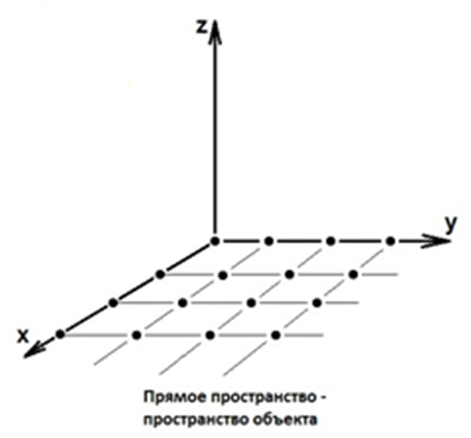 z
y
x
Прямое пространство -
пространство объекта